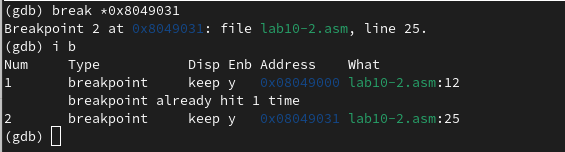 (gdb) break *0x8049031
Breakpoint 2 at 0x8049031: file lab10-2.asm, line 25.
(gdb) i b
Num     Type           Disp Enb Address    What
1       breakpoint     keep y   0x08049000 lab10-2.asm:12
        breakpoint already hit 1 time
2       breakpoint     keep y   0x08049031 lab10-2.asm:25
(gdb)